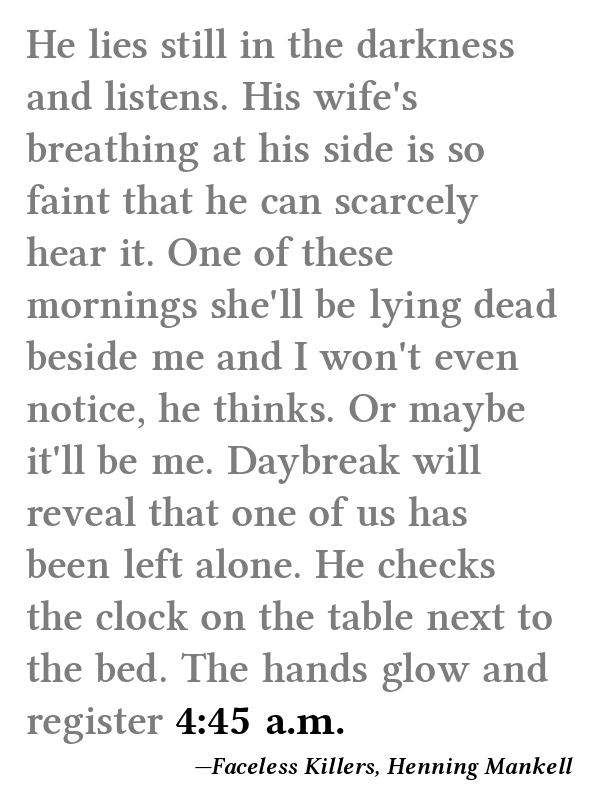 He lies still in the darkness
and listens. His wife's
breathing at his side is so
faint that he can scarcely
hear it. One of these
mornings she'll be lying dead
beside me and I won't even
notice, he thinks. Or maybe
it'll be me. Daybreak will
reveal that one of us has
been left alone. He checks
the clock on the table next to
the bed. The hands glow and
register 4:45 a.m.
—Faceless Killers, Henning Mankell